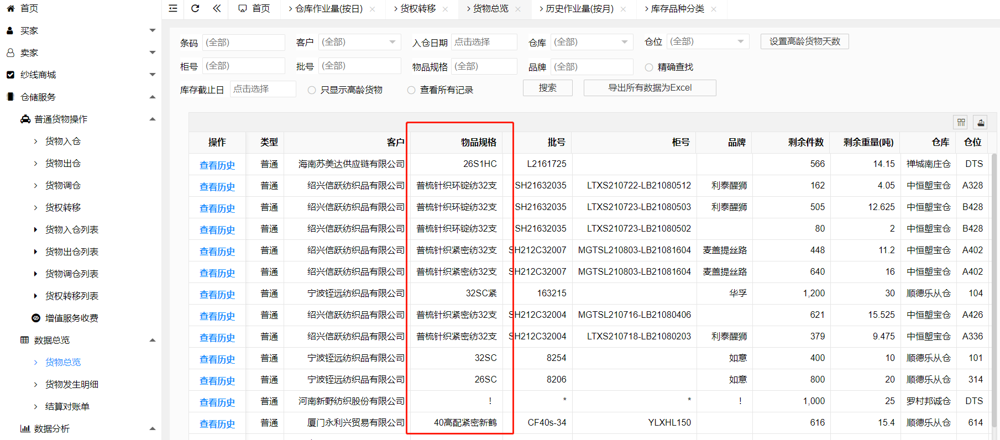 首页
买家
卖家
纱线商城
仓储服务
普通货物操作
货物入仓
货物出仓
货物调仓
货权转移
货物入仓列表
货物出仓列表
货物调仓列表
货权转移列表
增值服务收费
数据总览
货物总览
货物发生明细
结算对账单
数据分析
首页 仓库作业量(按日) 货权转移 货物总览 历史作业量(按月) 库存品种分类
条码 (全部) 客户 (全部) 入仓日期 点击选择 仓库 (全部) 仓位 (全部) 设置高龄货物天数
柜号 (全部) 批号 (全部) 物品规格 (全部) 品牌 (全部) 精确查找
库存截止日 点击选择 只显示高龄货物 查看所有记录 搜索 导出所有数据为Excel
操作 类型 客户 物品规格 批号 柜号 品牌 剩余件数 剩余重量(吨) 仓库 仓位
查看历史 普通 海南苏美达供应链有限公司 26S1HC L2161725 566 14.15 禅城南庄仓 DTS
查看历史 普通 绍兴信跃纺织品有限公司 普梳针织环锭纺32支 SH21632035 LTXS210722-LB21080512 利泰醒狮 162 4.05 中恒塱宝仓 A328
查看历史 普通 绍兴信跃纺织品有限公司 普梳针织环锭纺32支 SH21632035 LTXS210723-LB21080503 利泰醒狮 505 12.625 中恒塱宝仓 B428
查看历史 普通 绍兴信跃纺织品有限公司 普梳针织环锭纺32支 SH21632035 LTXS210723-LB21080502 80 2 中恒塱宝仓 B428
查看历史 普通 绍兴信跃纺织品有限公司 普梳针织紧密纺32支 SH212C32007 MGTSL210803-LB21081604 麦盖提丝路 448 11.2 中恒塱宝仓 A402
查看历史 普通 绍兴信跃纺织品有限公司 普梳针织紧密纺32支 SH212C32007 MGTSL210803-LB21081604 麦盖提丝路 640 16 中恒塱宝仓 A402
查看历史 普通 宁波铚远纺织品有限公司 32SC紧 163215 华孚 1,200 30 顺德乐从仓 104
查看历史 普通 绍兴信跃纺织品有限公司 普梳针织紧密纺32支 SH212C32004 MGTSL210716-LB21080406 621 15.525 中恒塱宝仓 A426
查看历史 普通 绍兴信跃纺织品有限公司 普梳针织紧密纺32支 SH212C32004 LTXS210718-LB21080203 利泰醒狮 379 9.475 中恒塱宝仓 A336
查看历史 普通 宁波铚远纺织品有限公司 32SC 8254 如意 400 10 顺德乐从仓 101
查看历史 普通 宁波铚远纺织品有限公司 26SC 8206 如意 800 20 顺德乐从仓 314
查看历史 普通 河南新野纺织股份有限公司 ! * * ! 1,000 25 罗村邦诚仓 DTS
查看历史 普通 厦门永利兴贸易有限公司 40高配紧密新鹤 CF40s-34 YLXHL150 616 15.4 顺德乐从仓 614